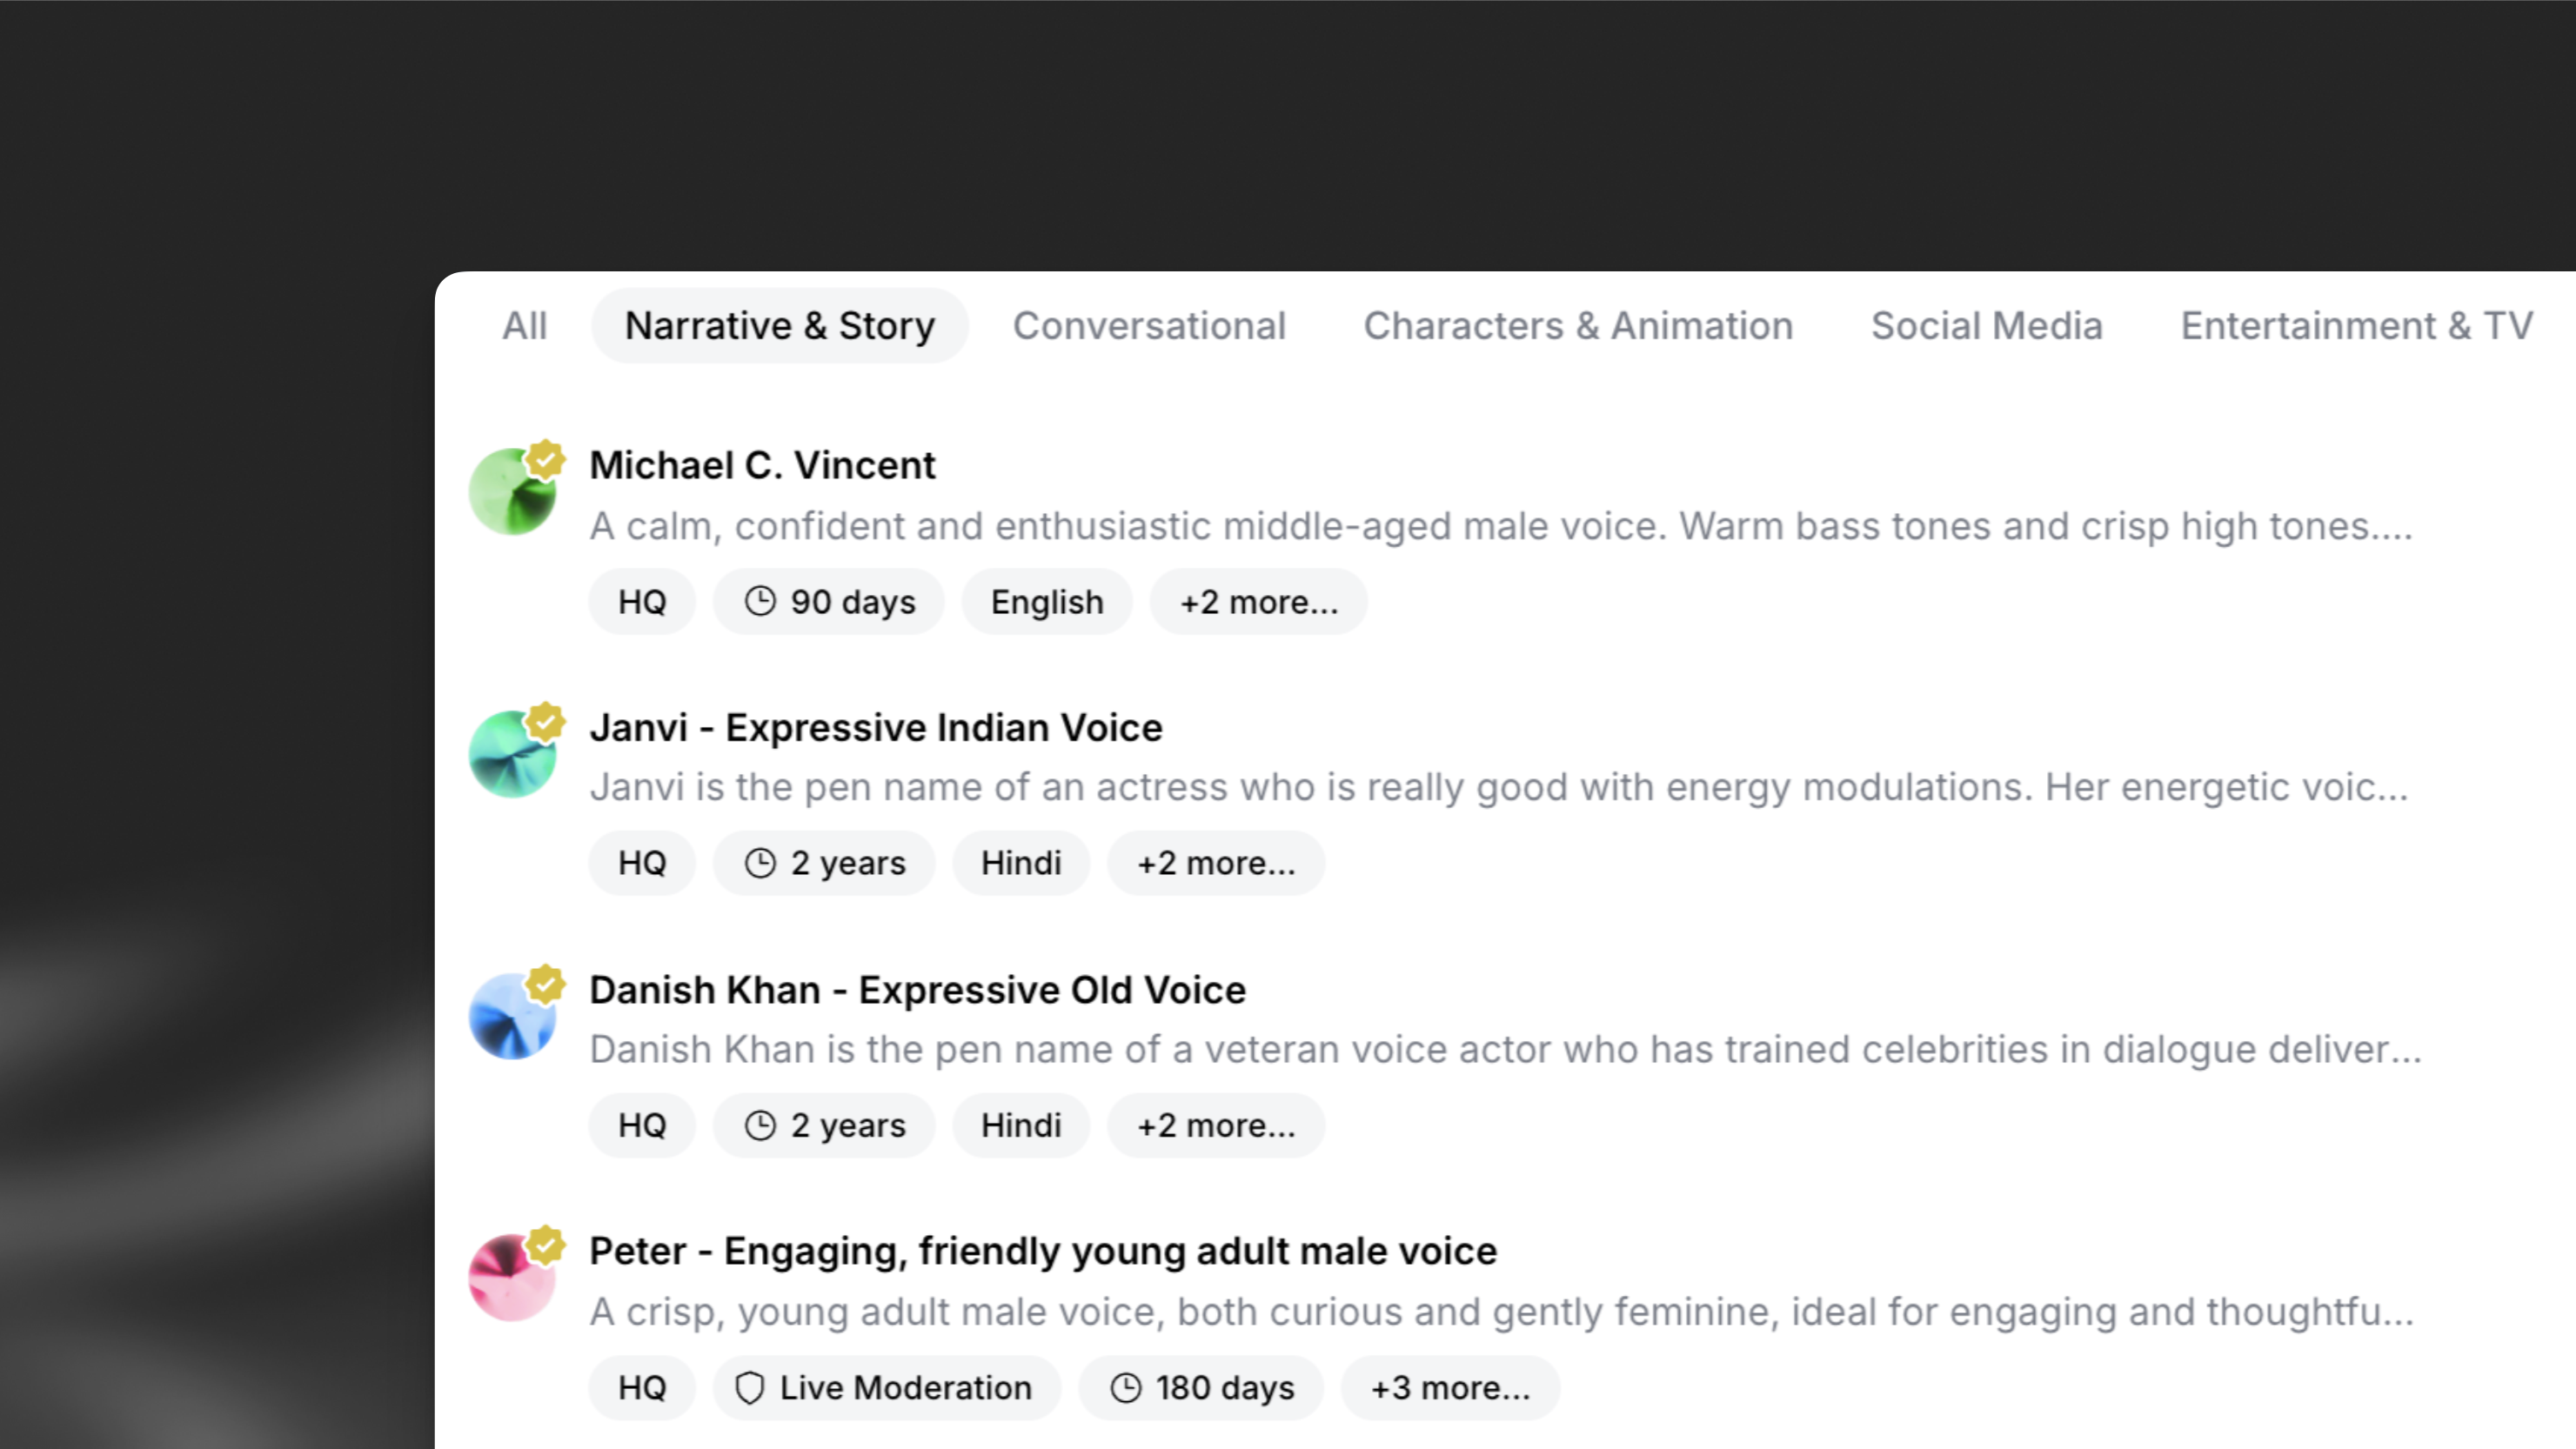 All Narrative & Story Conversational Characters & Animation Social Media Entertainment & TV
Michael C. Vincent
A calm, confident and enthusiastic middle-aged male voice. Warm bass tones and crisp high tones....
HQ 90 days English +2 more...
Janvi - Expressive Indian Voice
Janvi is the pen name of an actress who is really good with energy modulations. Her energetic voic...
HQ 2 years Hindi +2 more...
Danish Khan - Expressive Old Voice
Danish Khan is the pen name of a veteran voice actor who has trained celebrities in dialogue deliver...
HQ 2 years Hindi +2 more...
Peter - Engaging, friendly young adult male voice
A crisp, young adult male voice, both curious and gently feminine, ideal for engaging and thoughtfu...
HQ Live Moderation 180 days +3 more...